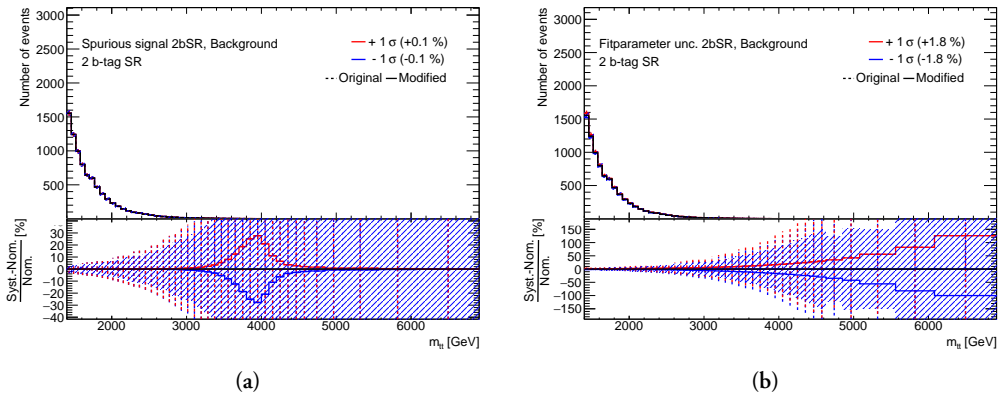 Number of events
3000
2500
2000
1500
1000
500
Spurious signal 2bSR, Background
2 b-tag SR
+ 1 σ (+0.1 %)
- 1 σ (-0.1 %)
Original Modified
Syst.-Nom. [%]
Nom.
30
20
10
0
−10
−20
−30
−40
2000 3000 4000 5000 6000
m_tt [GeV]
(a)
Number of events
3000
2500
2000
1500
1000
500
Fitparameter unc. 2bSR, Background
2 b-tag SR
+ 1 σ (+1.8 %)
- 1 σ (-1.8 %)
Original Modified
Syst.-Nom. [%]
Nom.
150
100
50
0
−50
−100
−150
2000 3000 4000 5000 6000
m_tt [GeV]
(b)